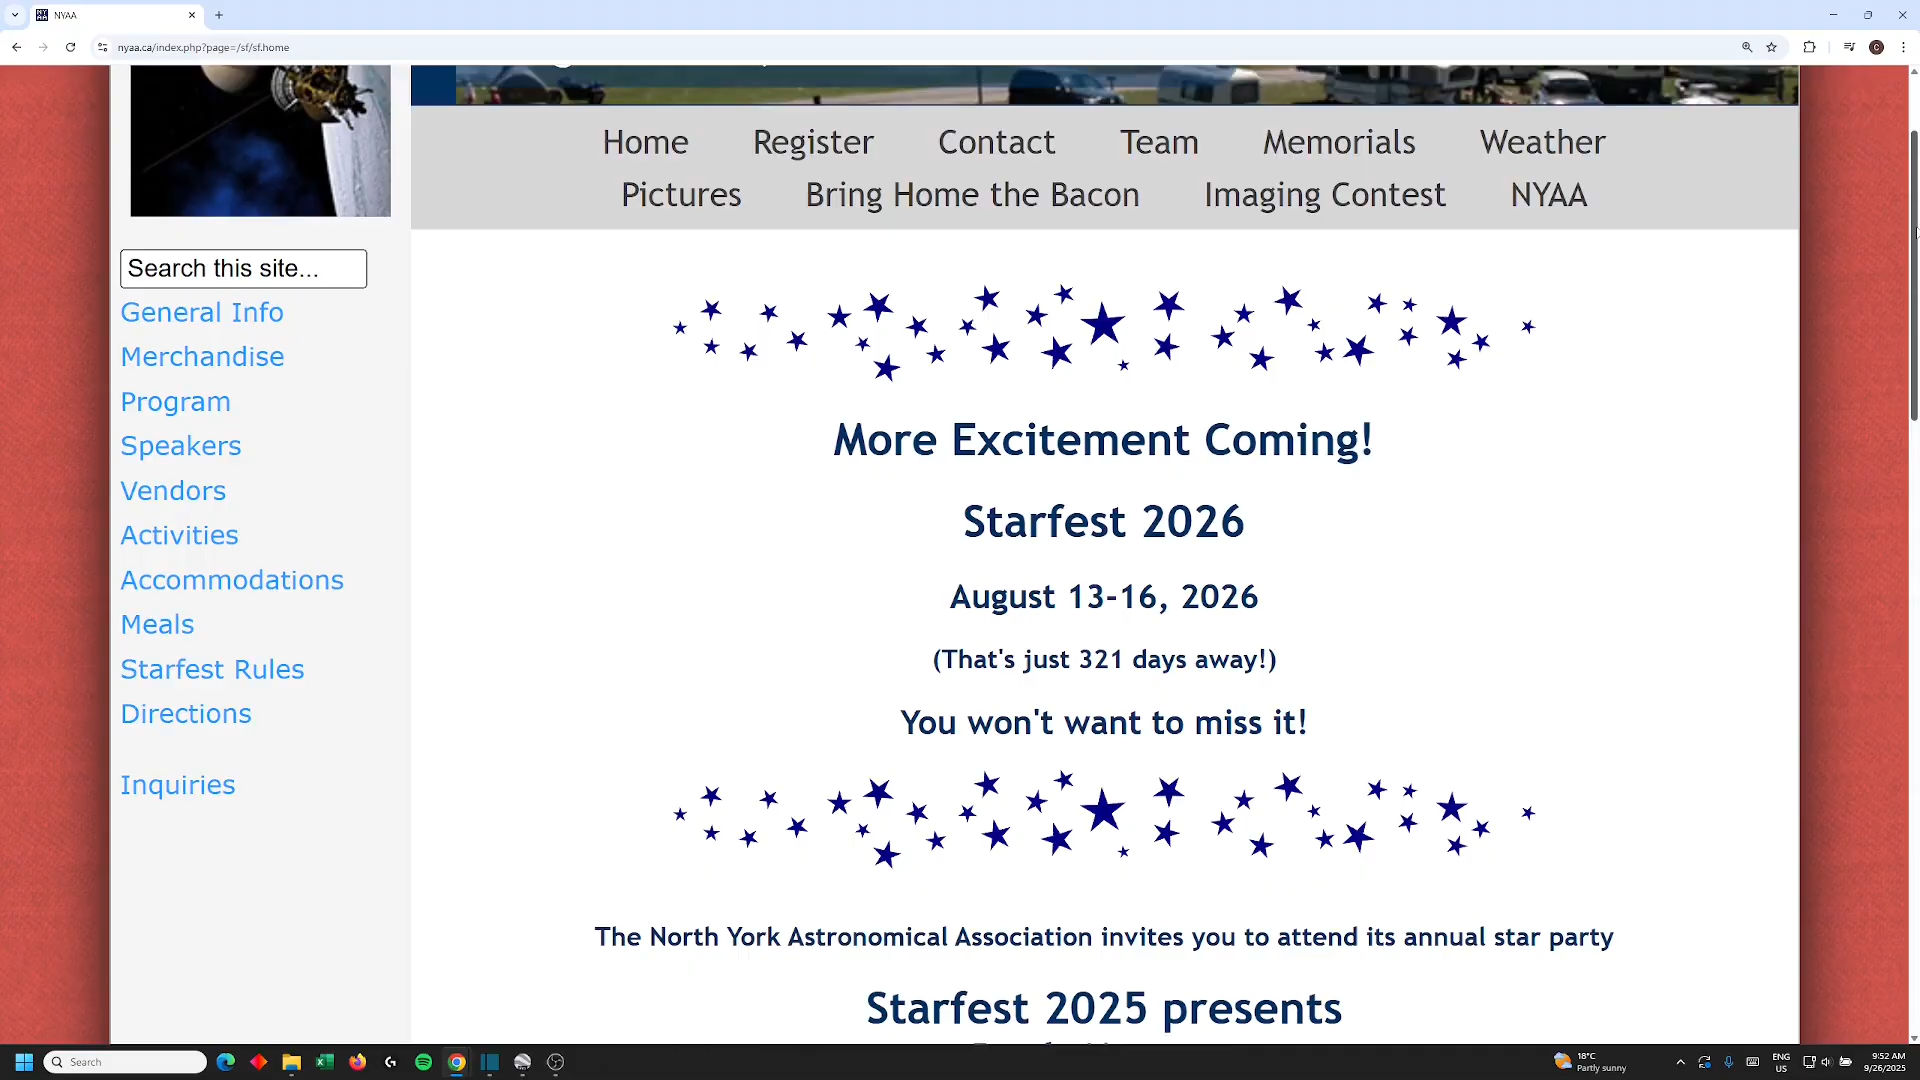 NYAA
nyaa.ca/index.php?page=/sf/sf.home
Home Register Contact Team Memorials Weather
Pictures Bring Home the Bacon Imaging Contest NYAA
Search this site...
General Info
Merchandise
Program
Speakers
Vendors
Activities
Accommodations
Meals
Starfest Rules
Directions
Inquiries
More Excitement Coming!
Starfest 2026
August 13-16, 2026
(That's just 321 days away!)
You won't want to miss it!
The North York Astronomical Association invites you to attend its annual star party
Starfest 2025 presents
Search
18°C
Partly sunny
ENG
US
9:52 AM
9/26/2025